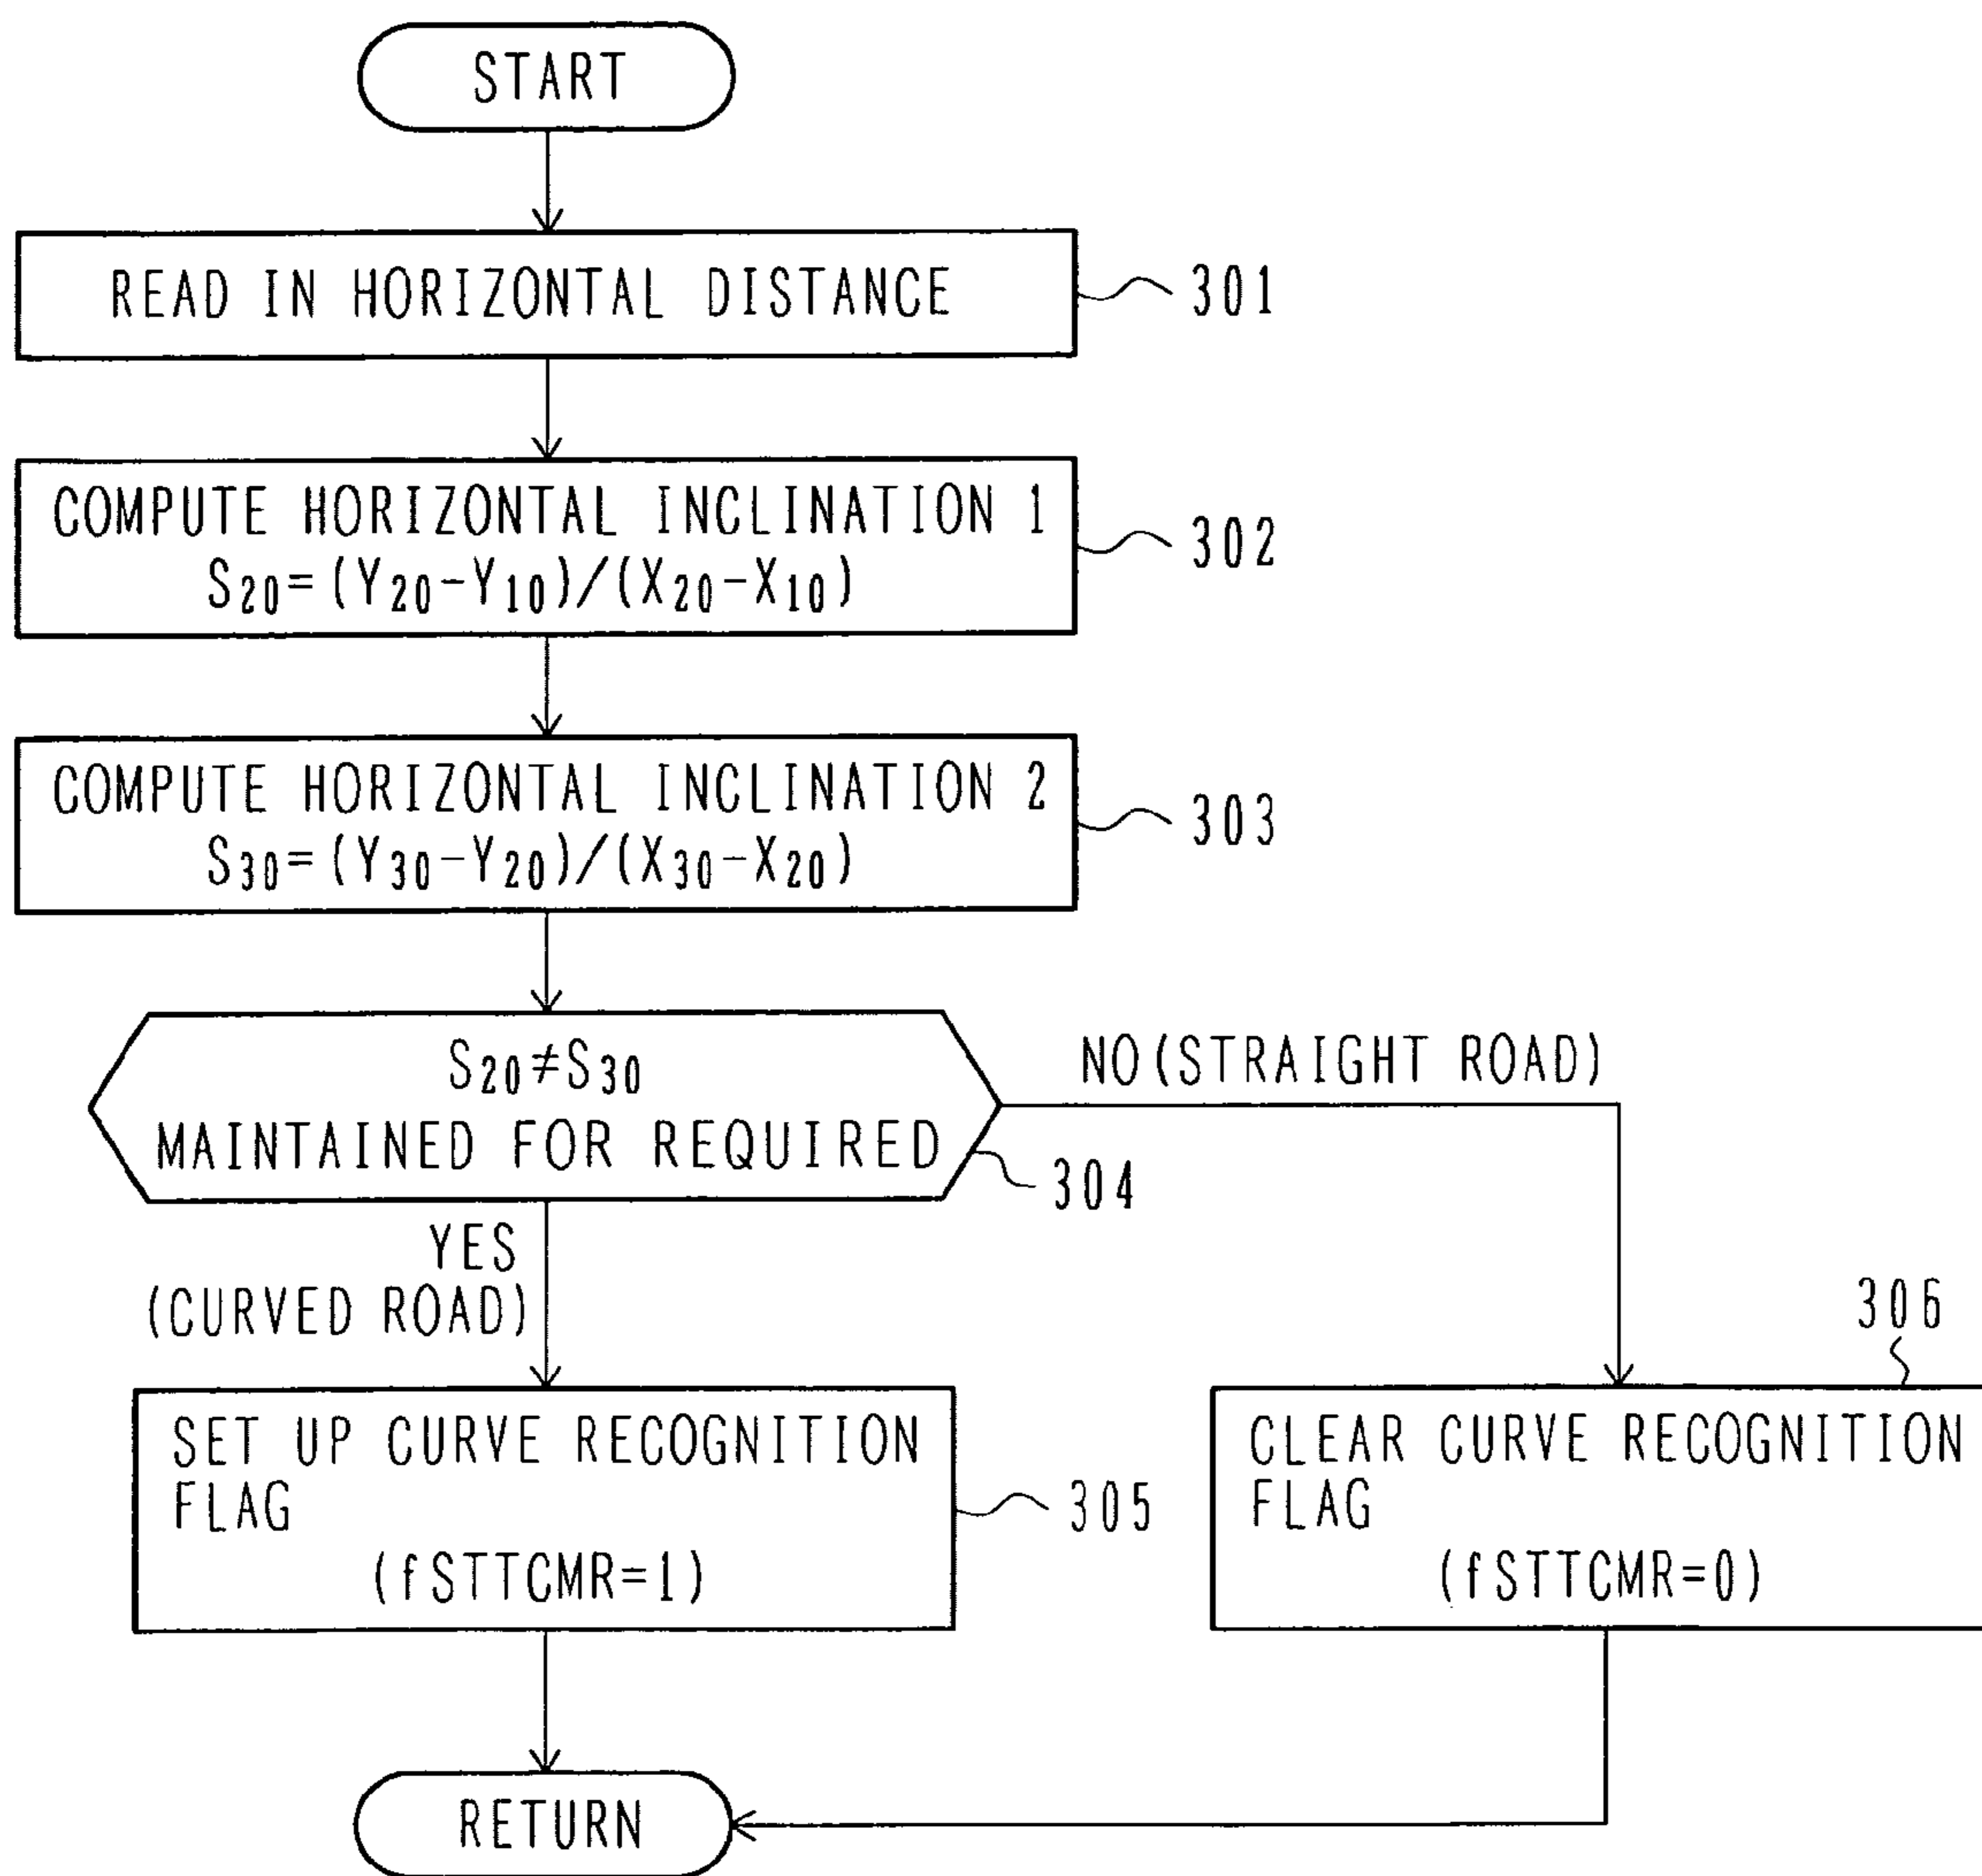 START
READ IN HORIZONTAL DISTANCE
301
COMPUTE HORIZONTAL INCLINATION 1
S20=(Y20-Y10)/(X20-X10)
302
COMPUTE HORIZONTAL INCLINATION 2
S30=(Y30-Y20)/(X30-X20)
303
S20≠S30
MAINTAINED FOR REQUIRED
304
NO(STRAIGHT ROAD)
YES
(CURVED ROAD)
SET UP CURVE RECOGNITION
FLAG
(fSTTCMR=1)
305
306
CLEAR CURVE RECOGNITION
FLAG
(fSTTCMR=0)
RETURN